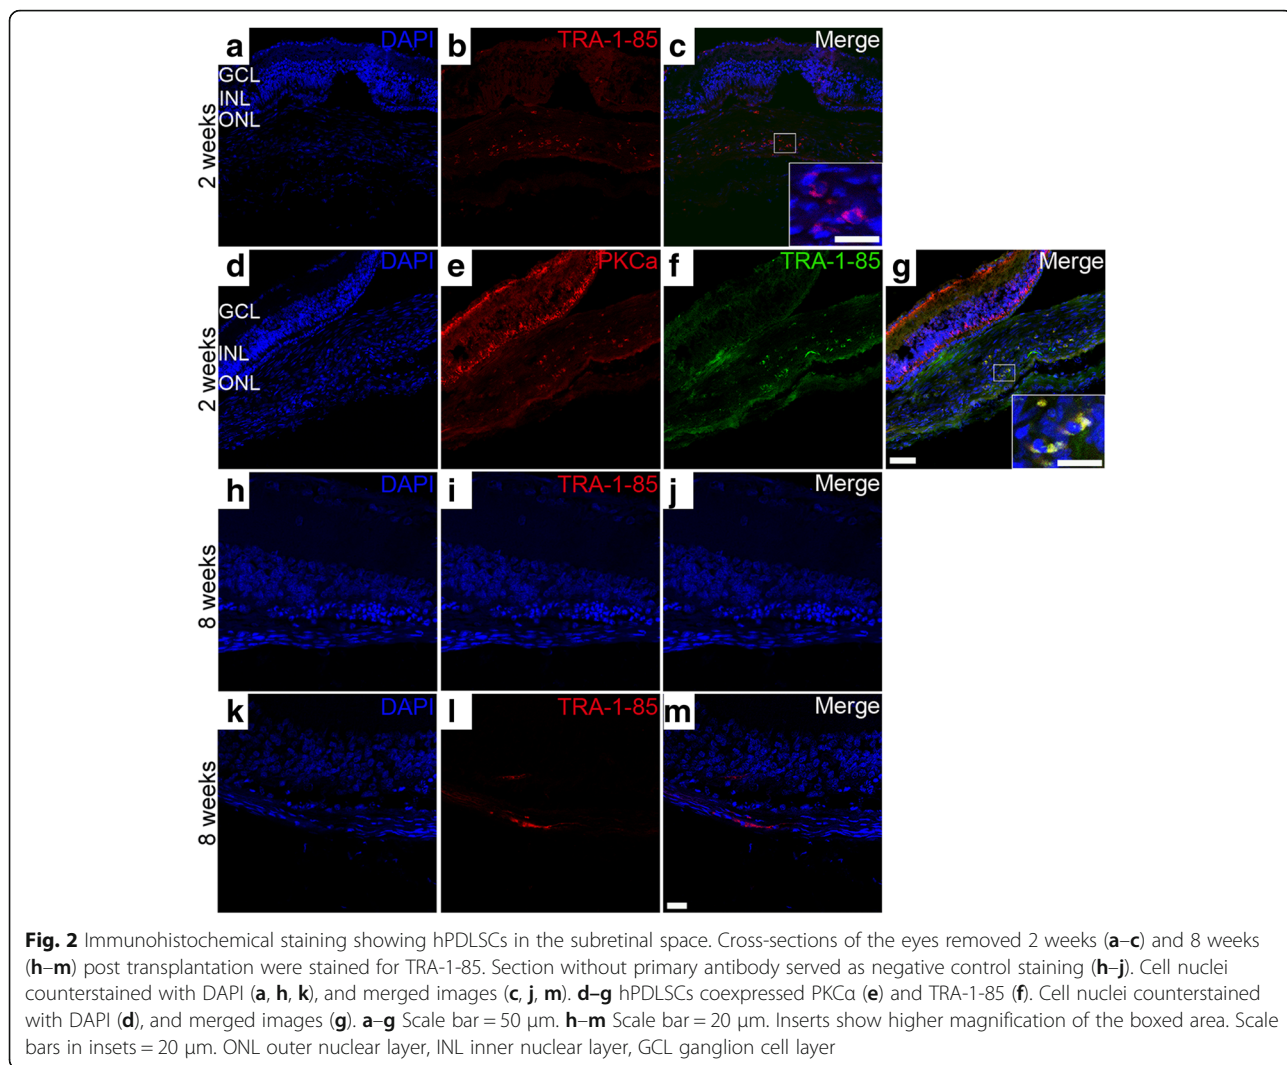 a DAPI b TRA-1-85 c Merge
GCL
INL
ONL
2 weeks
d DAPI e PKCa f TRA-1-85 g Merge
GCL
INL
ONL
2 weeks
h DAPI i TRA-1-85 j Merge
8 weeks
k DAPI l TRA-1-85 m Merge
8 weeks
Fig. 2 Immunohistochemical staining showing hPDLSCs in the subretinal space. Cross-sections of the eyes removed 2 weeks (a–c) and 8 weeks
(h–m) post transplantation were stained for TRA-1-85. Section without primary antibody served as negative control staining (h–j). Cell nuclei
counterstained with DAPI (a, h, k), and merged images (c, j, m). d–g hPDLSCs coexpressed PKCα (e) and TRA-1-85 (f). Cell nuclei counterstained
with DAPI (d), and merged images (g). a–g Scale bar = 50 μm. h–m Scale bar = 20 μm. Inserts show higher magnification of the boxed area. Scale
bars in insets = 20 μm. ONL outer nuclear layer, INL inner nuclear layer, GCL ganglion cell layer